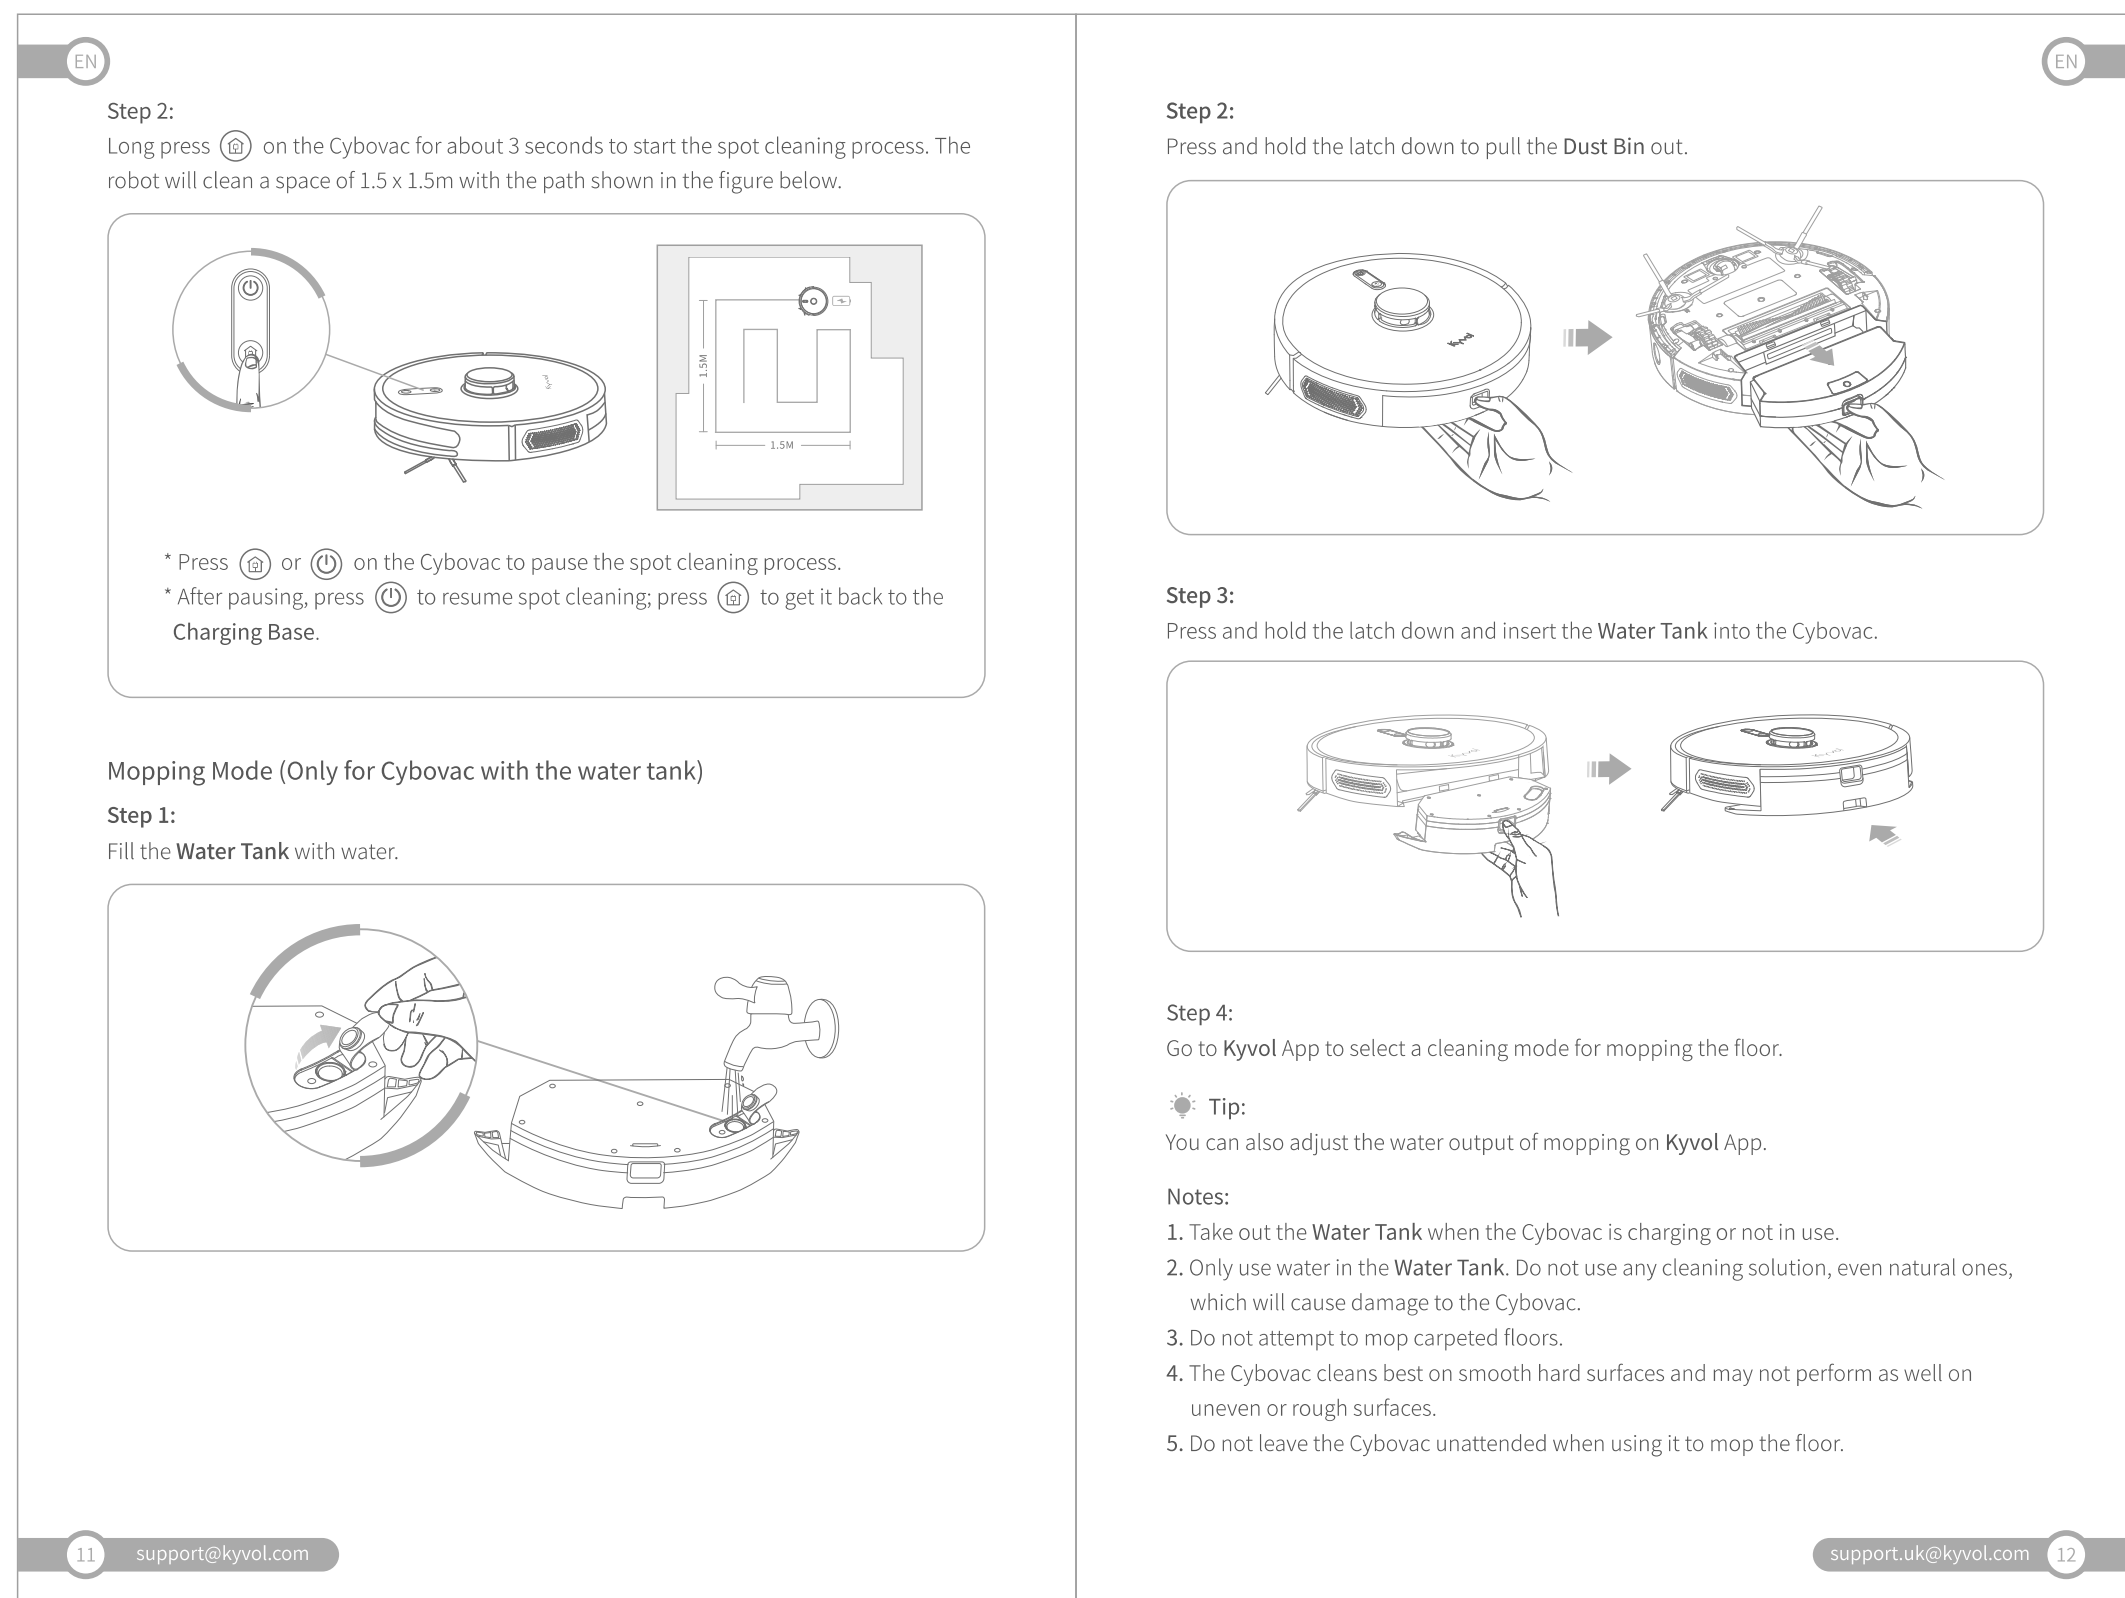 EN
Step 2:
Long press on the Cybovac for about 3 seconds to start the spot cleaning process. The
robot will clean a space of 1.5 x 1.5m with the path shown in the figure below.
Kyvol
1.5M
1.5M
* Press or on the Cybovac to pause the spot cleaning process.
* After pausing, press to resume spot cleaning; press to get it back to the
Charging Base.
Mopping Mode (Only for Cybovac with the water tank)
Step 1:
Fill the Water Tank with water.
11
support@kyvol.com
EN
Step 2:
Press and hold the latch down to pull the Dust Bin out.
Kyvol
Step 3:
Press and hold the latch down and insert the Water Tank into the Cybovac.
Kyvol
Kyvol
Step 4:
Go to Kyvol App to select a cleaning mode for mopping the floor.
Tip:
You can also adjust the water output of mopping on Kyvol App.
Notes:
1. Take out the Water Tank when the Cybovac is charging or not in use.
2. Only use water in the Water Tank. Do not use any cleaning solution, even natural ones,
which will cause damage to the Cybovac.
3. Do not attempt to mop carpeted floors.
4. The Cybovac cleans best on smooth hard surfaces and may not perform as well on
uneven or rough surfaces.
5. Do not leave the Cybovac unattended when using it to mop the floor.
support.uk@kyvol.com
12